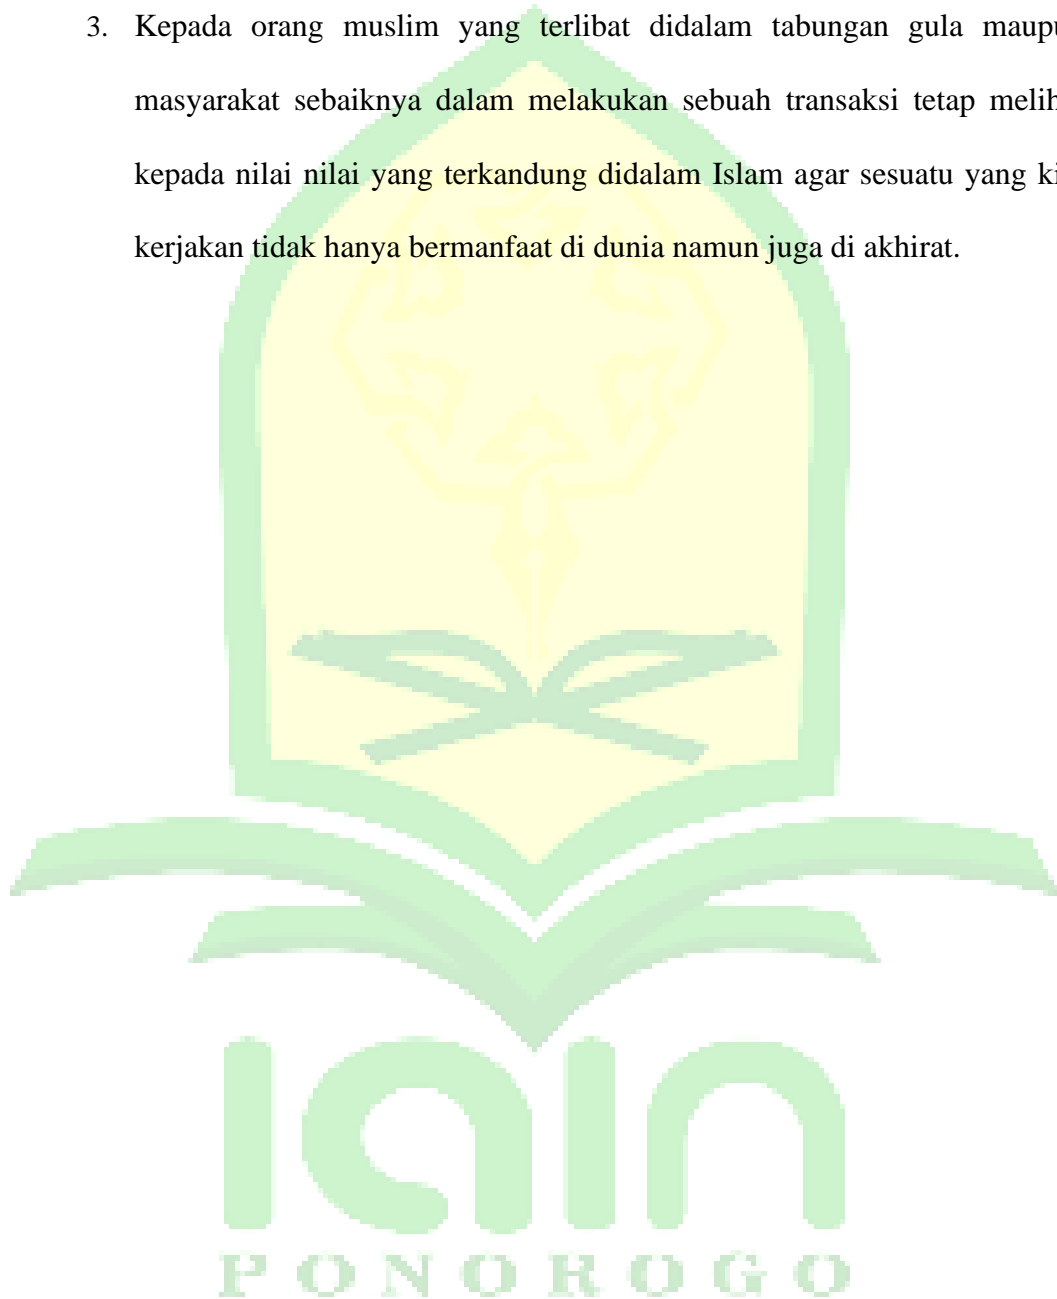 3. Kepada orang muslim yang terlibat didalam tabungan gula maupu
masyarakat sebaiknya dalam melakukan sebuah transaksi tetap melih
kepada nilai nilai yang terkandung didalam Islam agar sesuatu yang ki
kerjakan tidak hanya bermanfaat di dunia namun juga di akhirat.
iain
PONOROGO